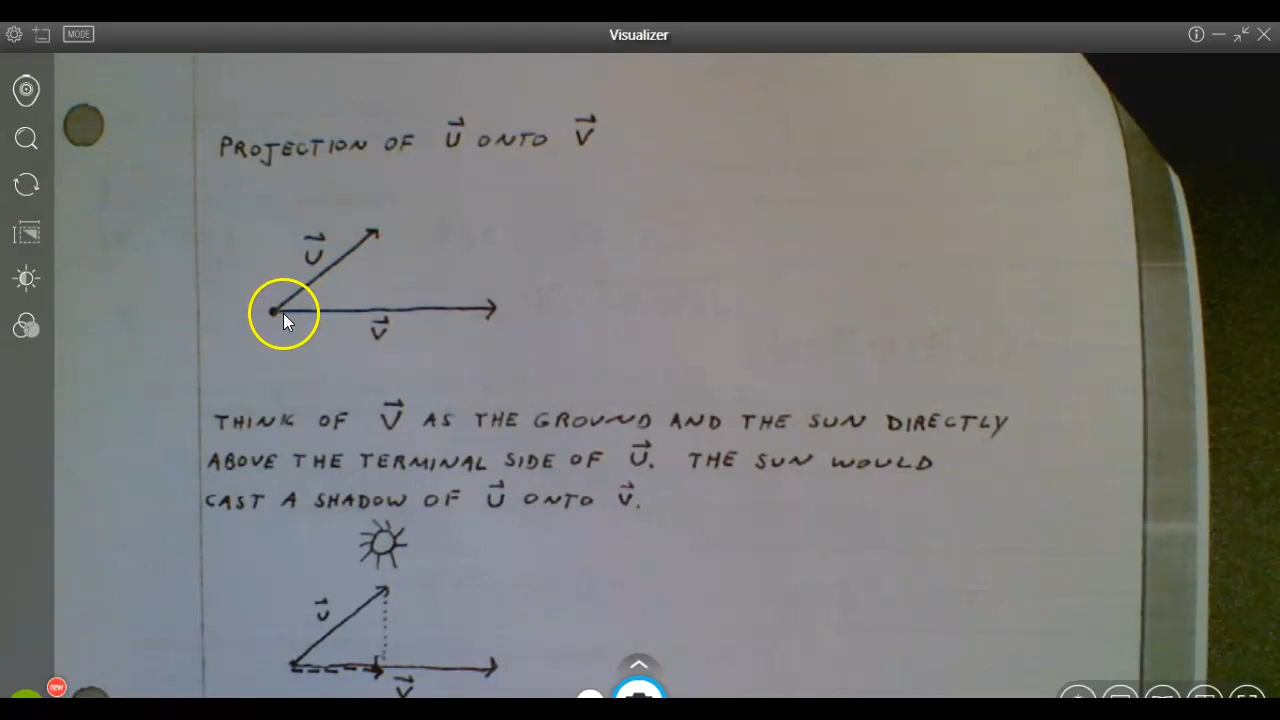 MODE
Visualizer
PROJECTION OF U⃗ ONTO V⃗
U⃗
V⃗
THINK OF V⃗ AS THE GROUND AND THE SUN DIRECTLY
ABOVE THE TERMINAL SIDE OF U⃗. THE SUN WOULD
CAST A SHADOW OF U⃗ ONTO V⃗.
U⃗
V⃗
new